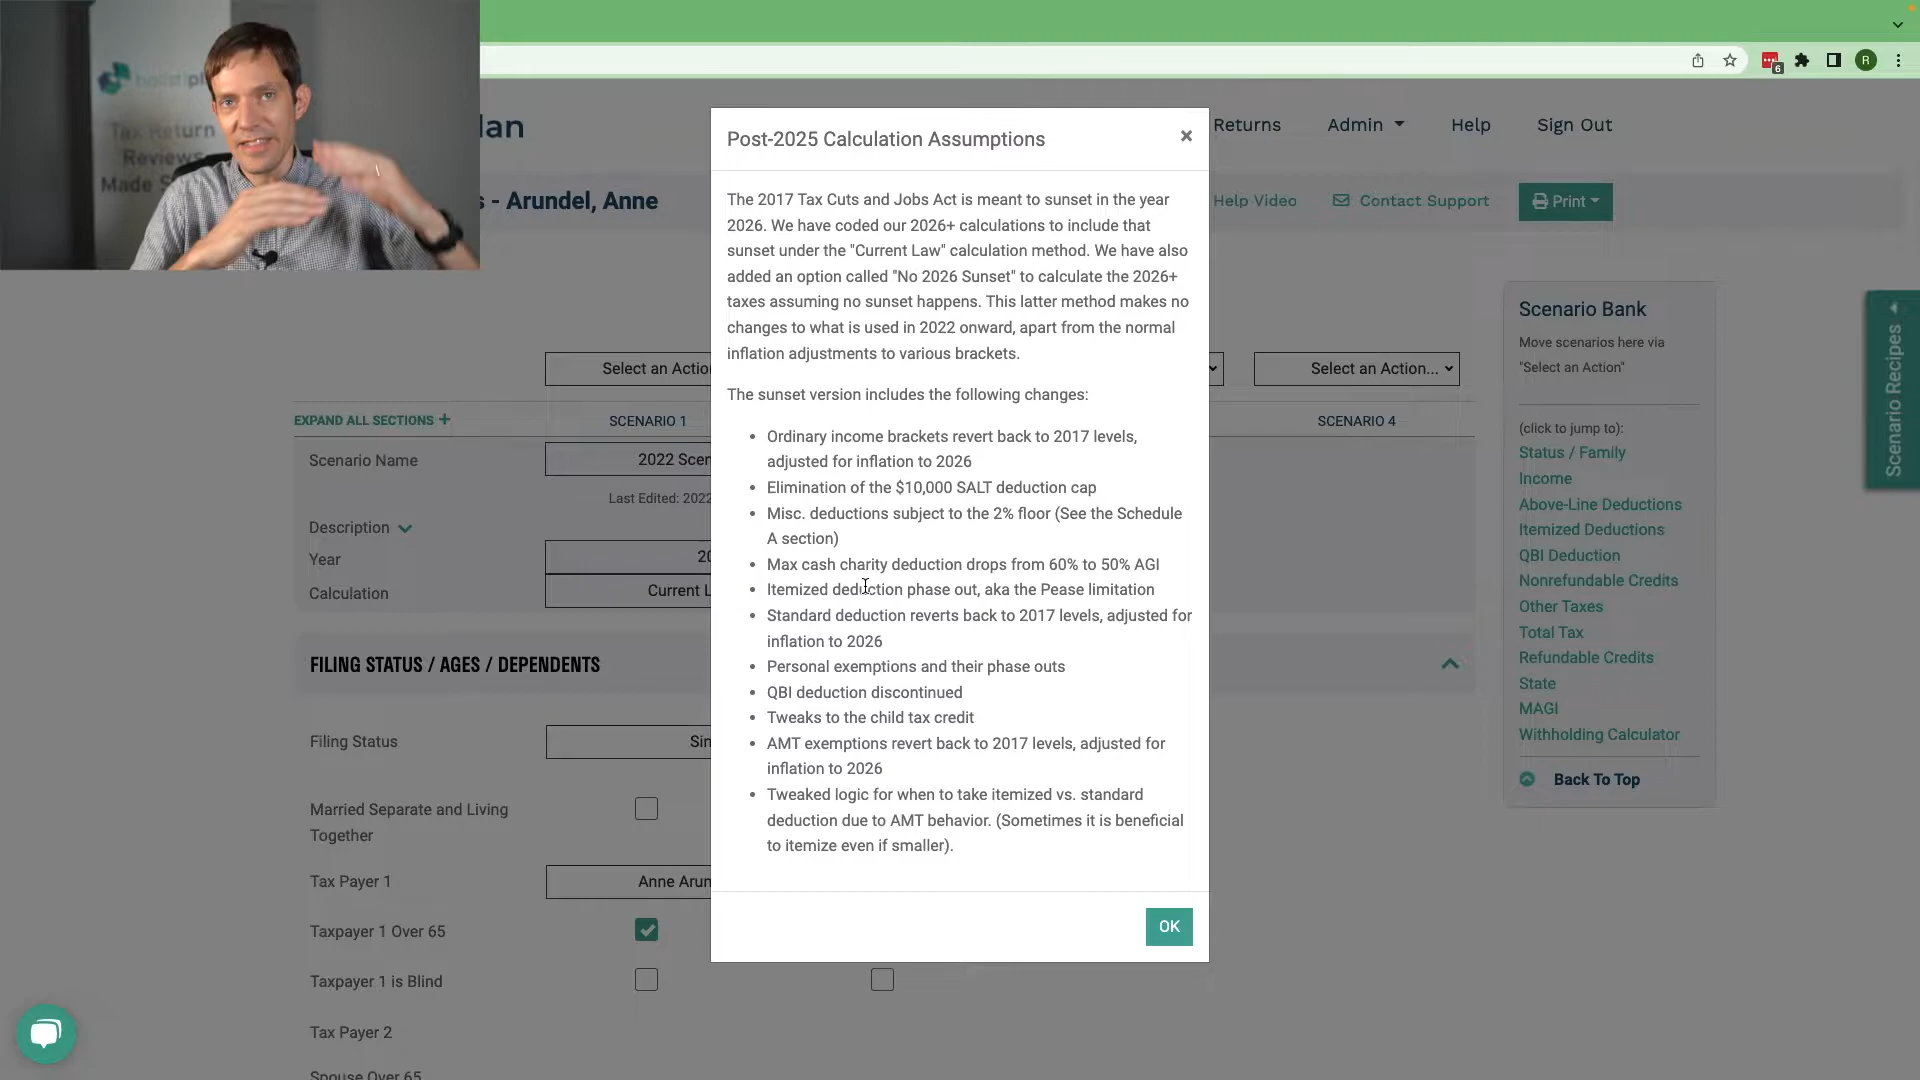 holistiplan
Tax Return
Reviews
Made S
lan
Returns
Admin
Help
Sign Out
6
R
s - Arundel, Anne
Help Video
Contact Support
Print
Post-2025 Calculation Assumptions
×
The 2017 Tax Cuts and Jobs Act is meant to sunset in the year
2026. We have coded our 2026+ calculations to include that
sunset under the "Current Law" calculation method. We have also
added an option called "No 2026 Sunset" to calculate the 2026+
taxes assuming no sunset happens. This latter method makes no
changes to what is used in 2022 onward, apart from the normal
inflation adjustments to various brackets.
The sunset version includes the following changes:
• Ordinary income brackets revert back to 2017 levels,
adjusted for inflation to 2026
• Elimination of the $10,000 SALT deduction cap
• Misc. deductions subject to the 2% floor (See the Schedule
A section)
• Max cash charity deduction drops from 60% to 50% AGI
• Itemized deduction phase out, aka the Pease limitation
• Standard deduction reverts back to 2017 levels, adjusted for
inflation to 2026
• Personal exemptions and their phase outs
• QBI deduction discontinued
• Tweaks to the child tax credit
• AMT exemptions revert back to 2017 levels, adjusted for
inflation to 2026
• Tweaked logic for when to take itemized vs. standard
deduction due to AMT behavior. (Sometimes it is beneficial
to itemize even if smaller).
OK
Select an Actio
Select an Action...
EXPAND ALL SECTIONS +
SCENARIO 1
SCENARIO 4
Scenario Name
2022 Scen
Last Edited: 2022
Description
Year
20
Calculation
Current L
FILING STATUS / AGES / DEPENDENTS
Filing Status
Sin
Married Separate and Living
Together
Tax Payer 1
Anne Arun
Taxpayer 1 Over 65
Taxpayer 1 is Blind
Tax Payer 2
Spouse Over 65
Scenario Bank
Move scenarios here via
"Select an Action"
(click to jump to):
Status / Family
Income
Above-Line Deductions
Itemized Deductions
QBI Deduction
Nonrefundable Credits
Other Taxes
Total Tax
Refundable Credits
State
MAGI
Withholding Calculator
Back To Top
Scenario Recipes